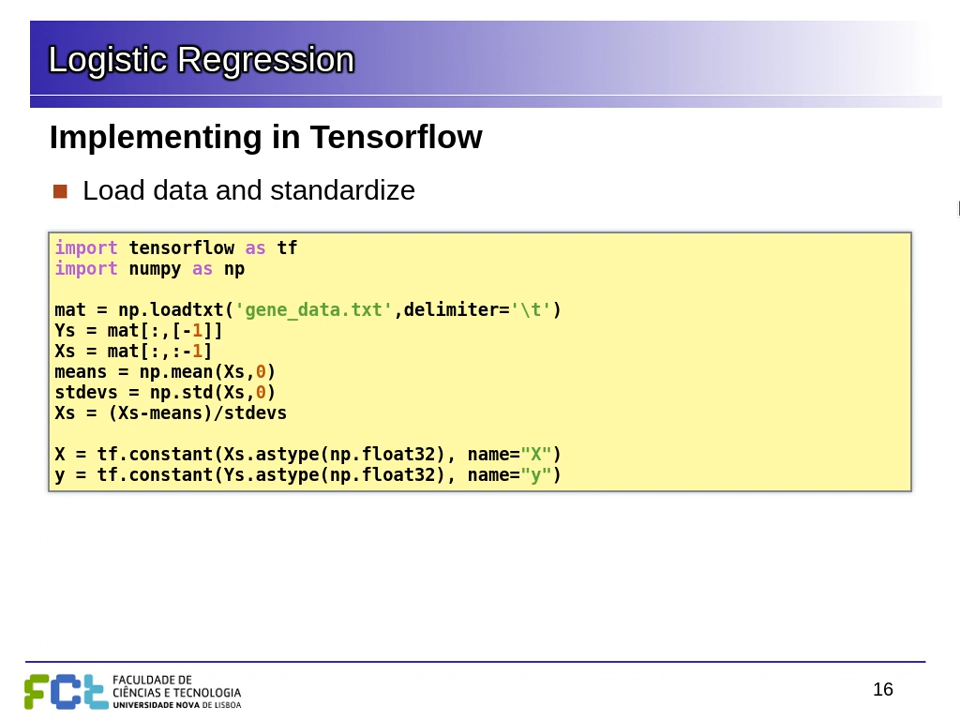 Logistic Regression
Implementing in Tensorflow
Load data and standardize
import tensorflow as tf
import numpy as np
mat = np.loadtxt('gene_data.txt',delimiter='\t')
Ys = mat[:,[-1]]
Xs = mat[:,:-1]
means = np.mean(Xs,0)
stdevs = np.std(Xs,0)
Xs = (Xs-means)/stdevs
X = tf.constant(Xs.astype(np.float32), name="X")
y = tf.constant(Ys.astype(np.float32), name="y")
FCt
FACULDADE DE
CIÊNCIAS E TECNOLOGIA
UNIVERSIDADE NOVA DE LISBOA
16